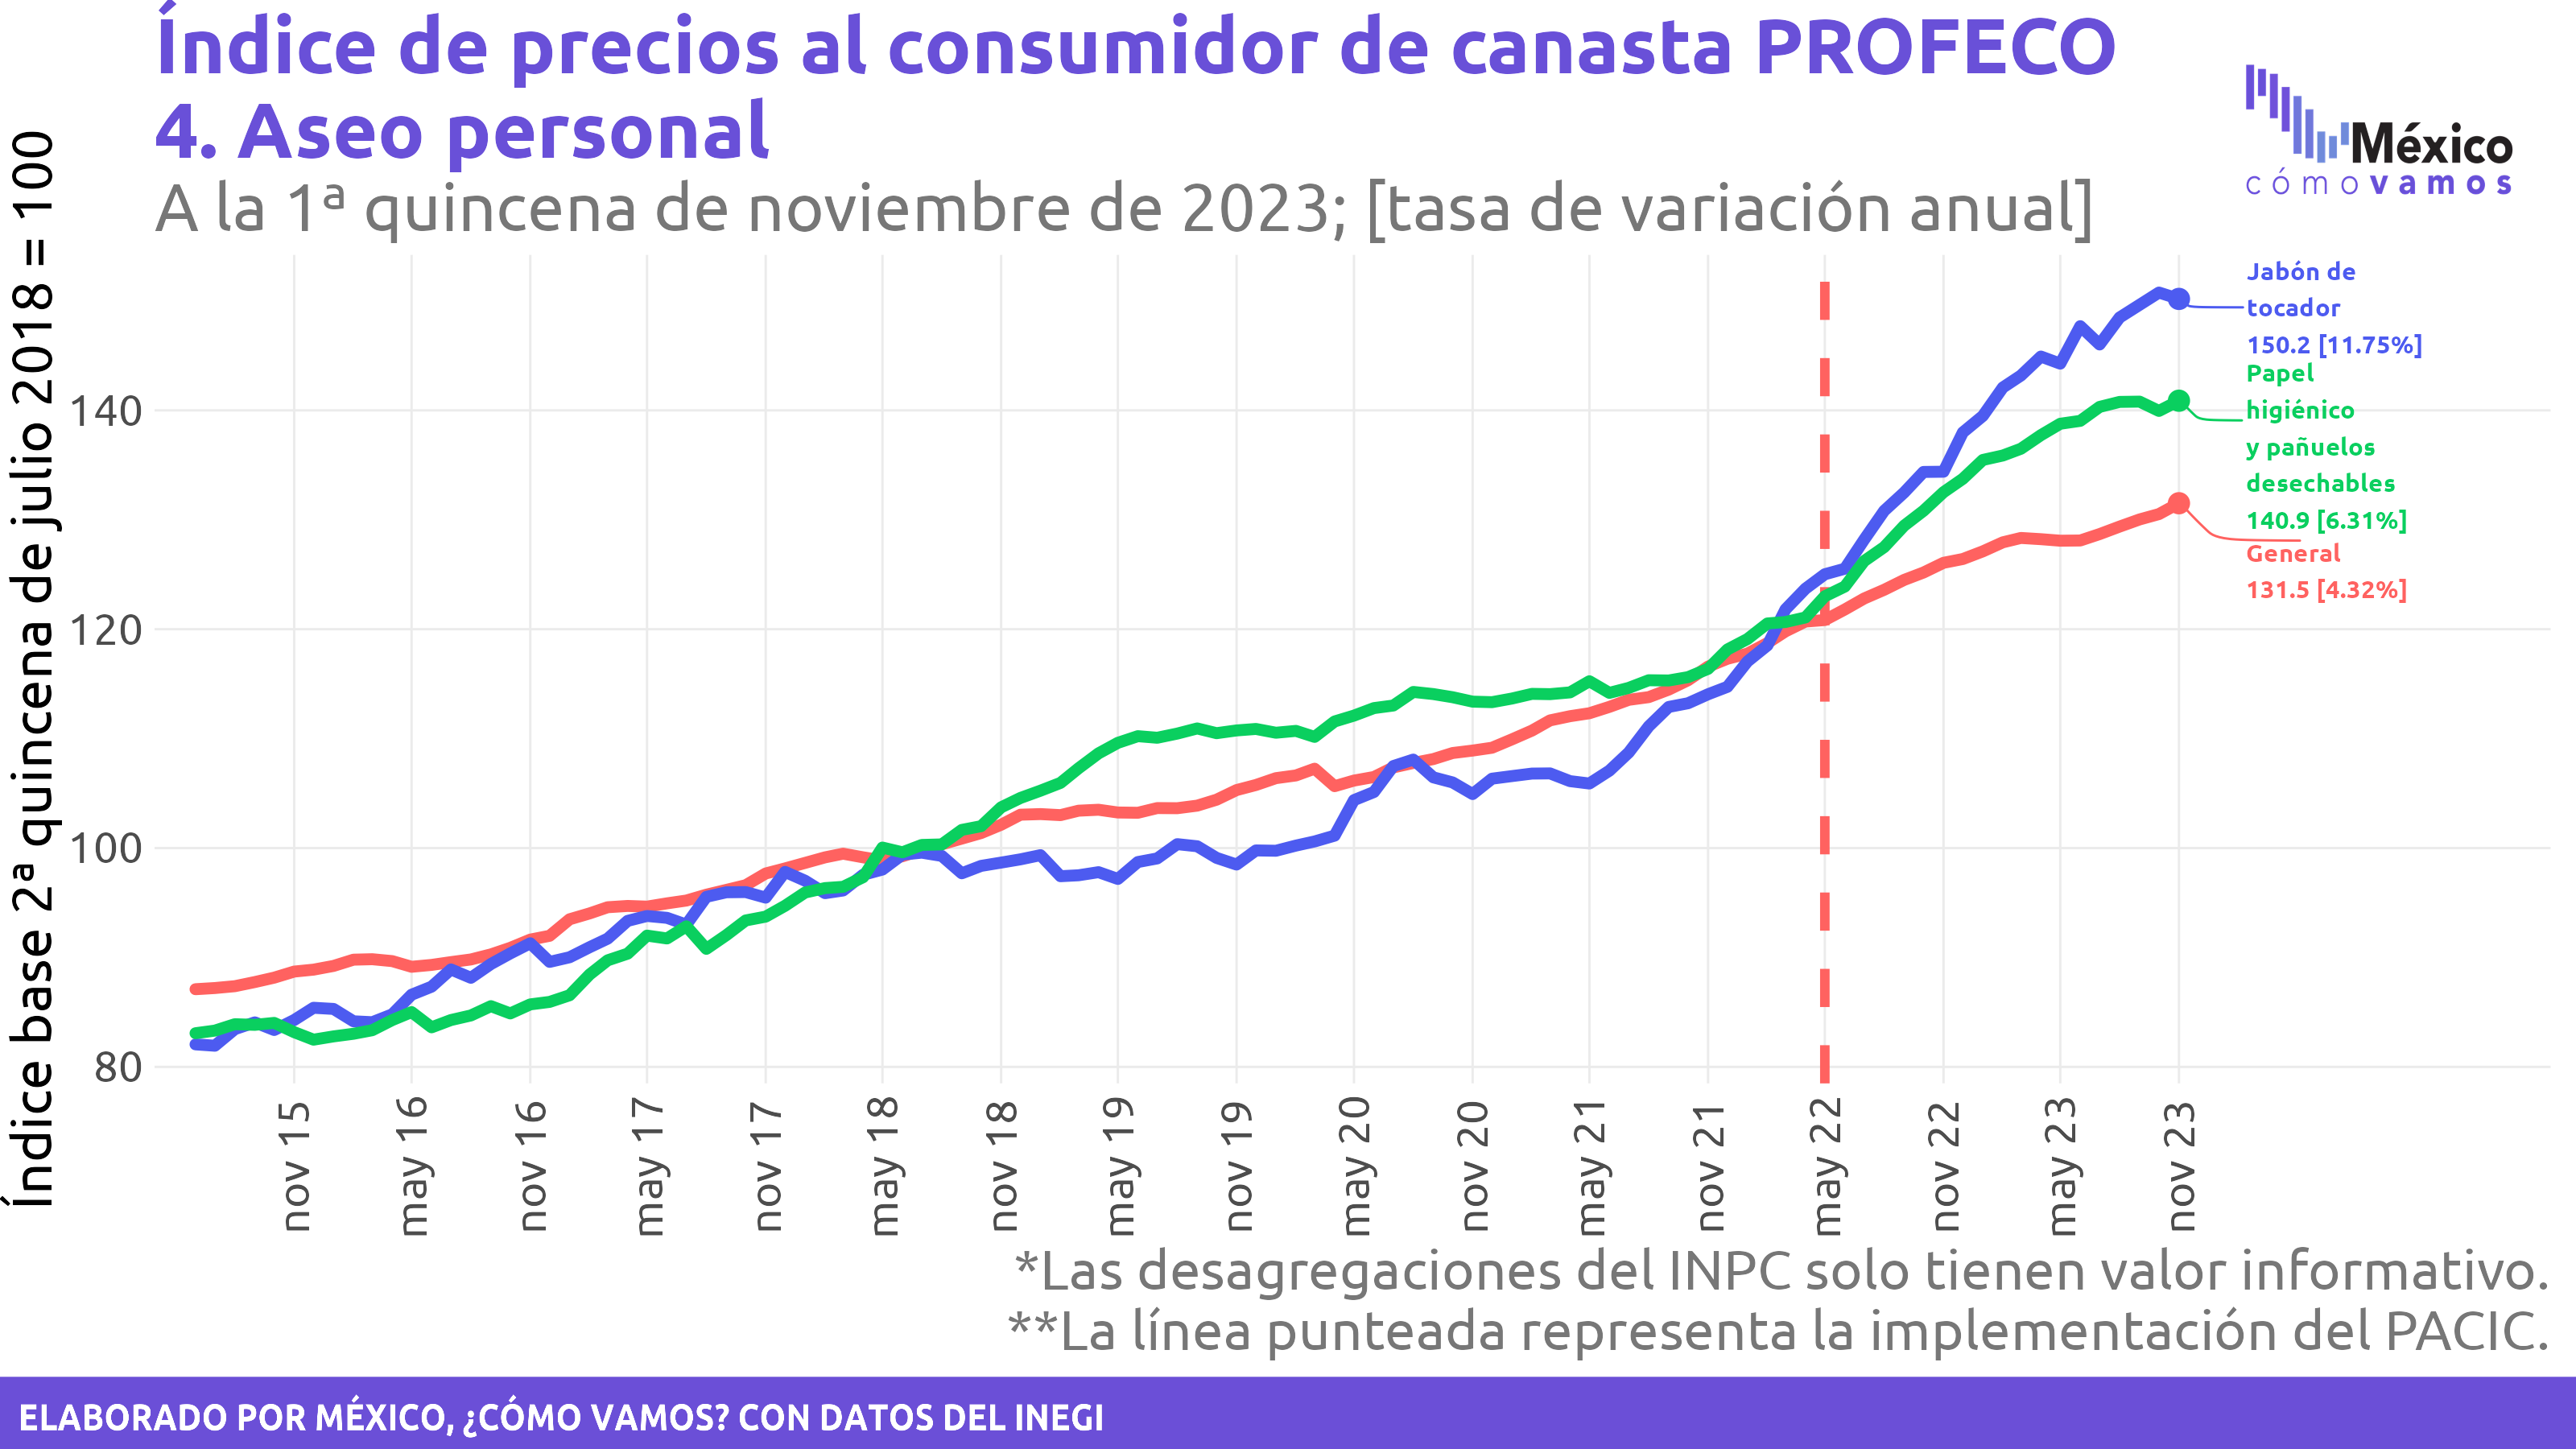 Índice de precios al consumidor de canasta PROFECO
4. Aseo personal
A la 1ª quincena de noviembre de 2023; [tasa de variación anual]
México
cómo vamos
Índice base 2ª quincena de julio 2018 = 100
140
120
100
80
Jabón de
tocador
150.2 [11.75%]
Papel
higiénico
y pañuelos
desechables
140.9 [6.31%]
General
131.5 [4.32%]
nov 15
may 16
nov 16
may 17
nov 17
may 18
nov 18
may 19
nov 19
may 20
nov 20
may 21
nov 21
may 22
nov 22
may 23
nov 23
*Las desagregaciones del INPC solo tienen valor informativo.
**La línea punteada representa la implementación del PACIC.
ELABORADO POR MÉXICO, ¿CÓMO VAMOS? CON DATOS DEL INEGI